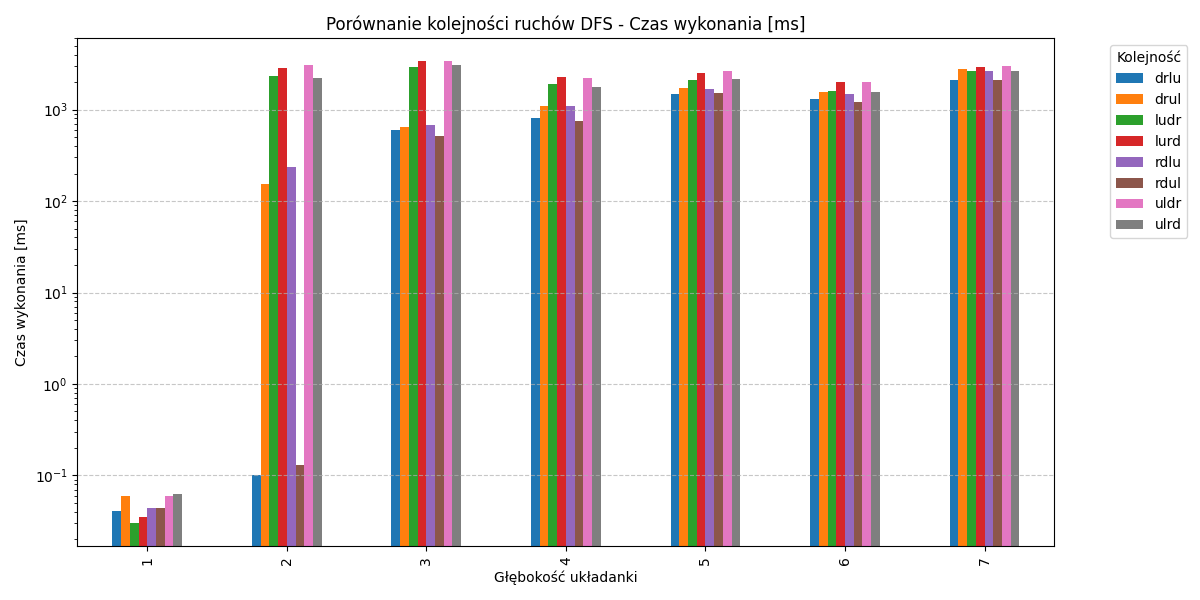 Porównanie kolejności ruchów DFS - Czas wykonania [ms]
Czas wykonania [ms]
10³
10²
10¹
10⁰
10⁻¹
1 2 3 4 5 6 7
Głębokość układanki
Kolejność
drlu
drul
ludr
lurd
rdlu
rdul
uldr
ulrd